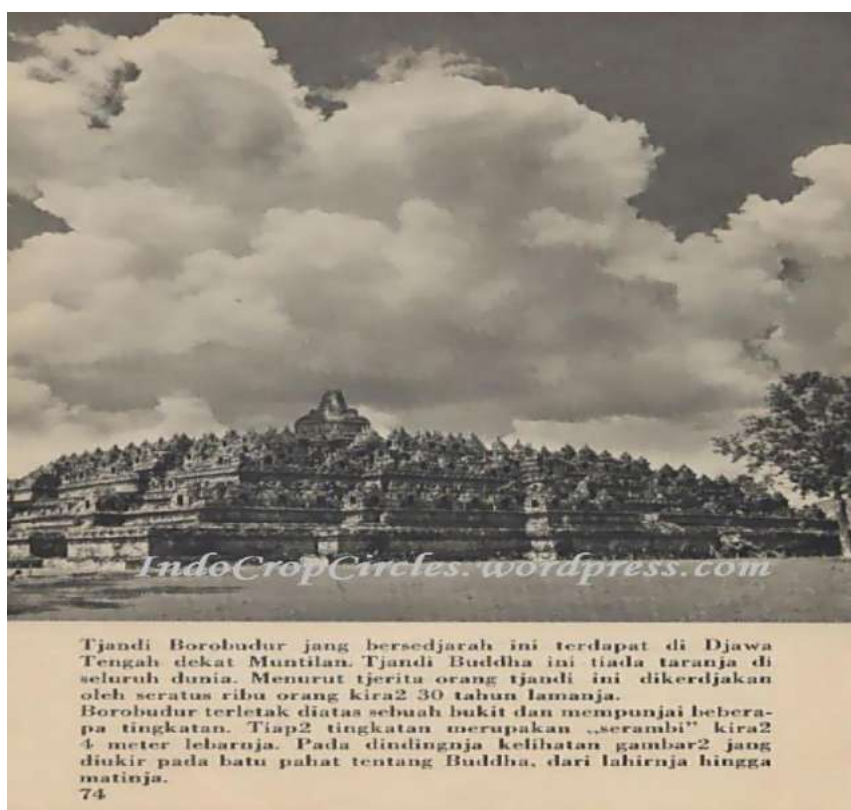 IndoCropCircles.wordpress.com
Tjandi Borobudur jang bersedjarah ini terdapat di Djawa
Tengah dekat Muntilan. Tjandi Buddha ini tiada taranja di
seluruh dunia. Menurut tjerita orang tjandi ini dikerdjakan
oleh seratus ribu orang kira2 30 tahun lamanja.
Borobudur terletak diatas sebuah bukit dan mempunjai bebera-
pa tingkatan. Tiap2 tingkatan merupakan „serambi” kira2
4 meter lebarnja. Pada dindingnja kelihatan gambar2 jang
diukir pada batu pahat tentang Buddha, dari lahirnja hingga
matinja.
74